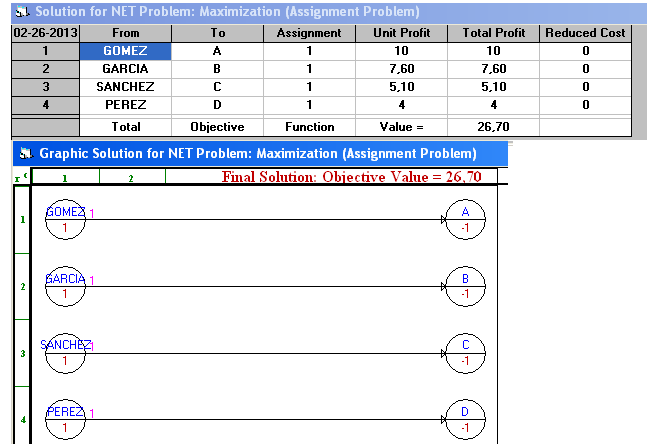 Solution for NET Problem: Maximization (Assignment Problem)
02-26-2013 From To Assignment Unit Profit Total Profit Reduced Cost
1 GOMEZ A 1 10 10 0
2 GARCIA B 1 7,60 7,60 0
3 SANCHEZ C 1 5,10 5,10 0
4 PEREZ D 1 4 4 0
Total Objective Function Value = 26,70
Graphic Solution for NET Problem: Maximization (Assignment Problem)
r c 1 2 Final Solution: Objective Value = 26,70
GOMEZ 1 A
1 1 -1
GARCIA 1 B
2 1 -1
SANCHEZ 1 C
3 1 -1
PEREZ 1 D
4 1 -1